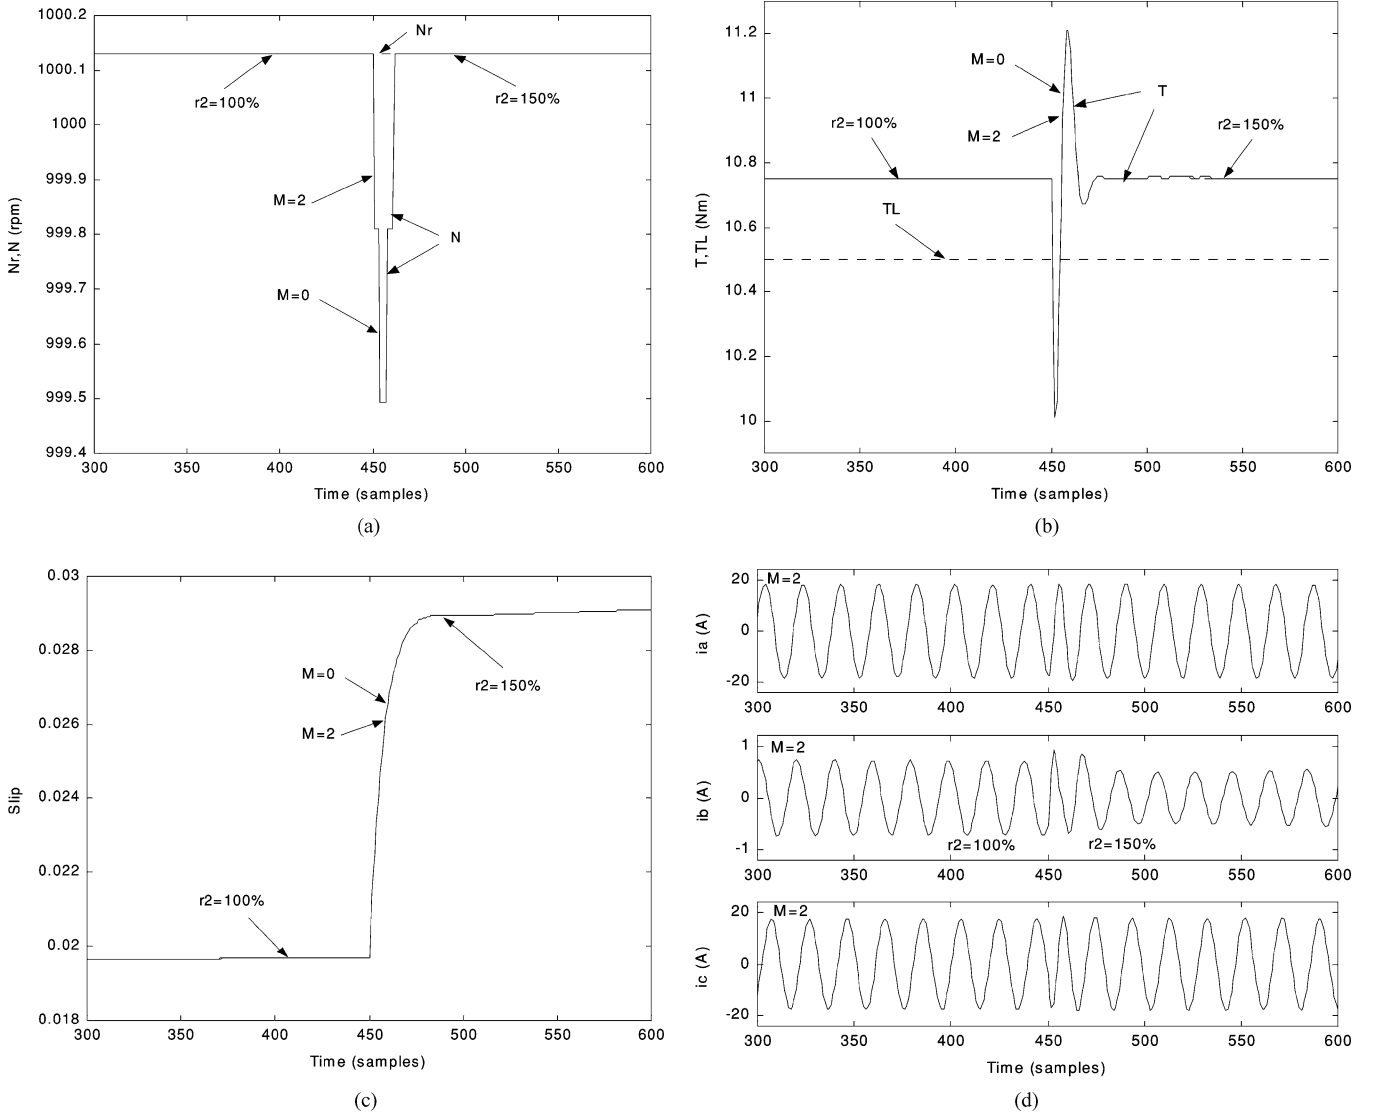 1000.2
1000.1
1000
999.9
999.8
999.7
999.6
999.5
999.4
Nr,N (rpm)
Nr
r2=100%
r2=150%
M=2
N
M=0
300 350 400 450 500 550 600
Time (samples)
(a)
11.2
11
10.8
10.6
10.4
10.2
10
T,TL (Nm)
M=0
T
M=2
r2=100%
r2=150%
TL
300 350 400 450 500 550 600
Time (samples)
(b)
0.03
0.028
0.026
0.024
0.022
0.02
0.018
Slip
M=0
r2=150%
M=2
r2=100%
300 350 400 450 500 550 600
Time (samples)
(c)
20
0
-20
ia (A)
M=2
300 350 400 450 500 550 600
1
0
-1
ib (A)
M=2
r2=100% r2=150%
300 350 400 450 500 550 600
20
0
-20
ic (A)
M=2
300 350 400 450 500 550 600
Time (samples)
(d)